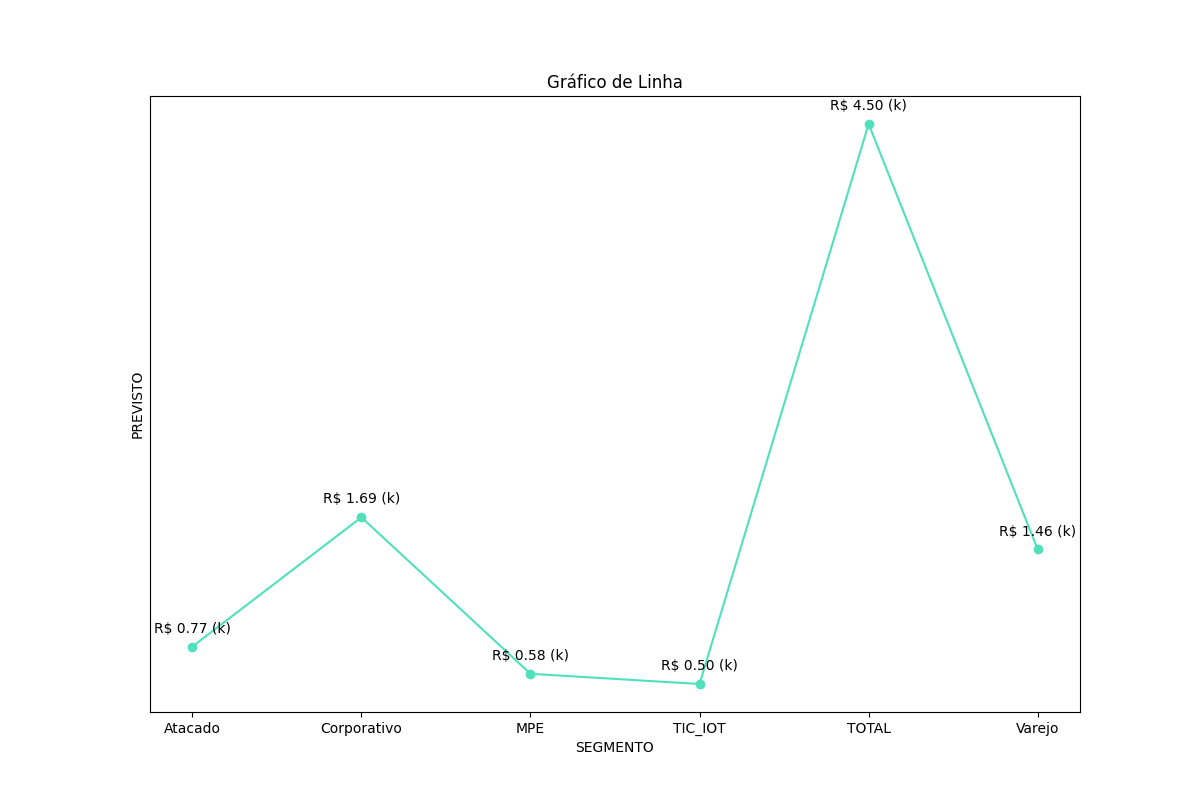 Gráfico de Linha
R$ 4.50 (k)
PREVISTO
R$ 1.69 (k)
R$ 1.46 (k)
R$ 0.77 (k)
R$ 0.58 (k)
R$ 0.50 (k)
Atacado Corporativo MPE TIC_IOT TOTAL Varejo
SEGMENTO